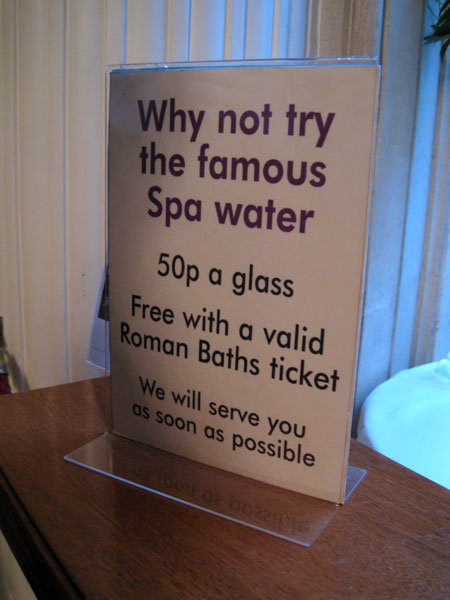 Why not try
the famous
Spa water
50p a glass
Free with a valid
Roman Baths ticket
We will serve you
as soon as possible